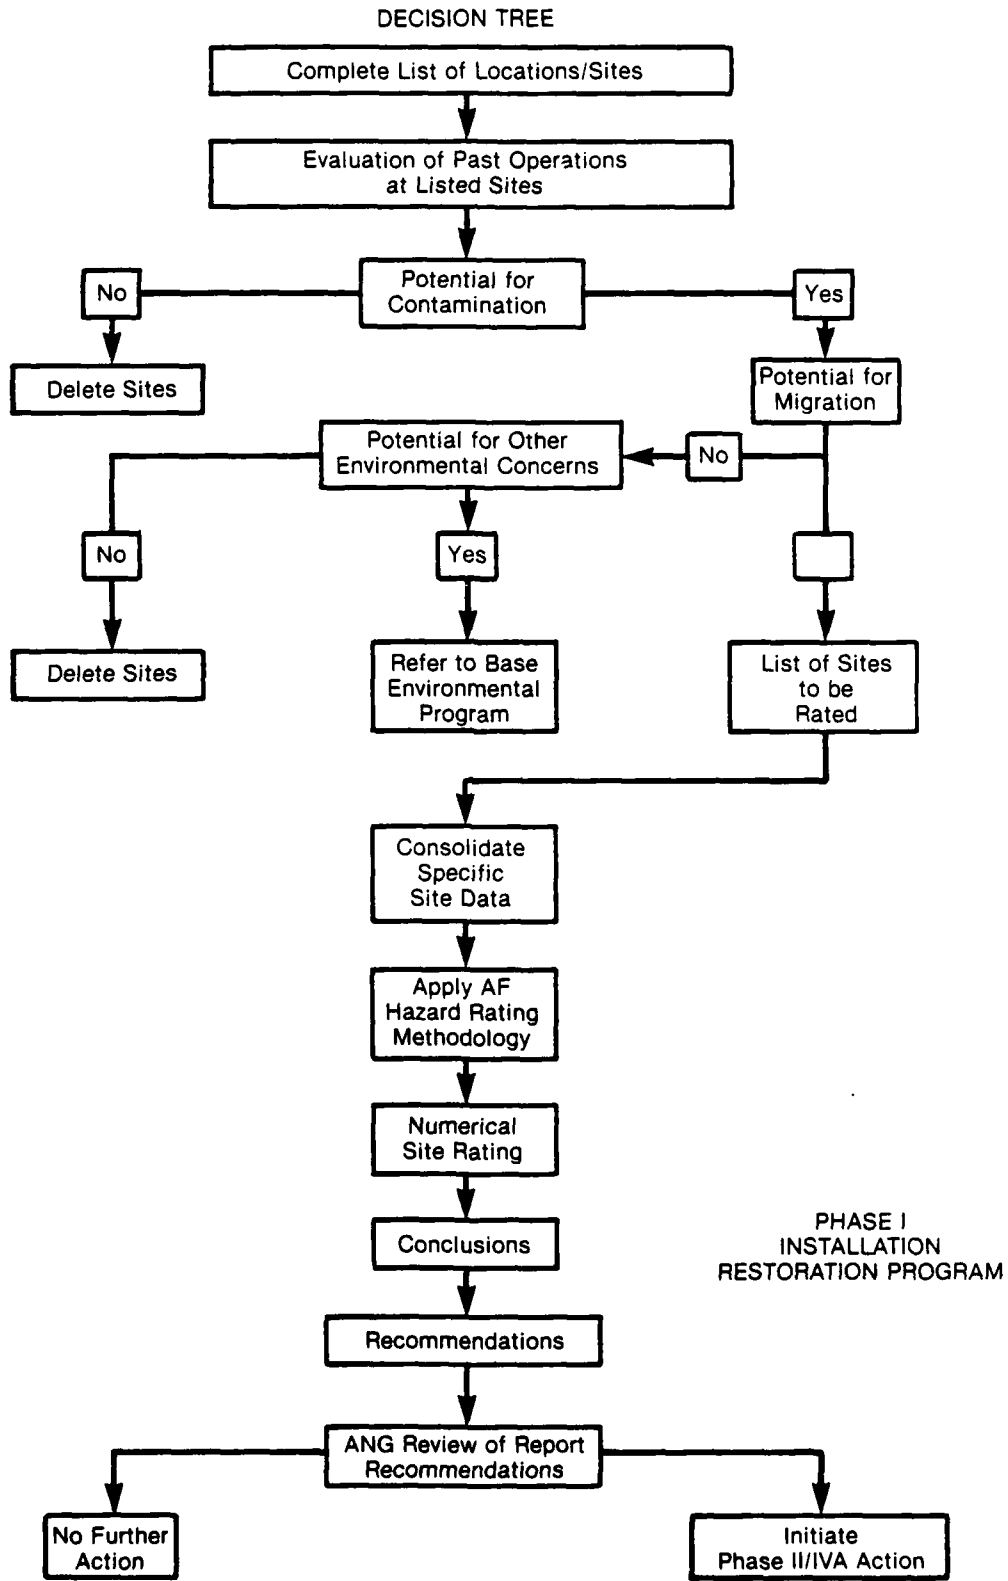 DECISION TREE
Complete List of Locations/Sites
Evaluation of Past Operations
at Listed Sites
No
Potential for
Contamination
Yes
Delete Sites
Potential for
Migration
Potential for Other
Environmental Concerns
No
No
Yes
Delete Sites
Refer to Base
Environmental
Program
List of Sites
to be
Rated
Consolidate
Specific
Site Data
Apply AF
Hazard Rating
Methodology
Numerical
Site Rating
Conclusions
PHASE I
INSTALLATION
RESTORATION PROGRAM
Recommendations
ANG Review of Report
Recommendations
No Further
Action
Initiate
Phase II/IVA Action